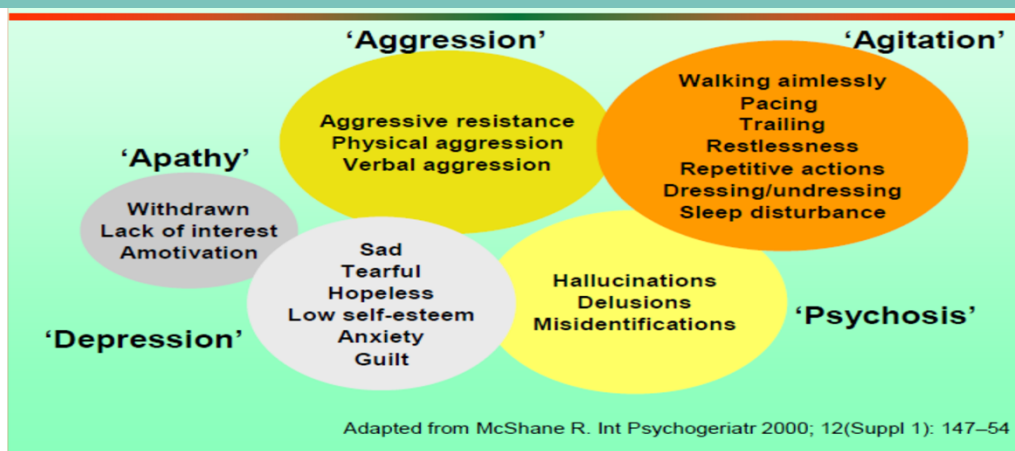 ‘Aggression’
Aggressive resistance
Physical aggression
Verbal aggression
‘Agitation’
Walking aimlessly
Pacing
Trailing
Restlessness
Repetitive actions
Dressing/undressing
Sleep disturbance
‘Apathy’
Withdrawn
Lack of interest
Amotivation
‘Depression’
Sad
Tearful
Hopeless
Low self-esteem
Anxiety
Guilt
Hallucinations
Delusions
Misidentifications
‘Psychosis’
Adapted from McShane R. Int Psychogeriatr 2000; 12(Suppl 1): 147–54